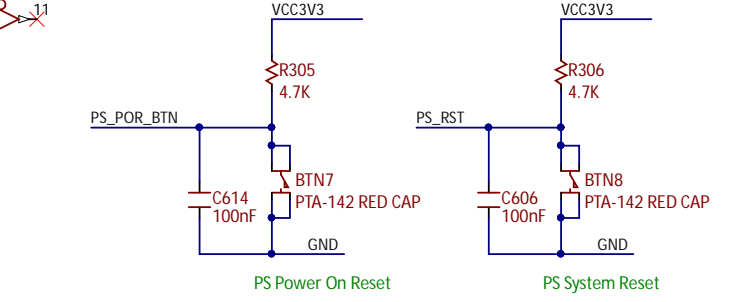 11
VCC3V3
VCC3V3
R305
4.7K
R306
4.7K
PS_POR_BTN
PS_RST
BTN7
PTA-142 RED CAP
BTN8
PTA-142 RED CAP
C614
100nF
C606
100nF
GND
GND
PS Power On Reset
PS System Reset